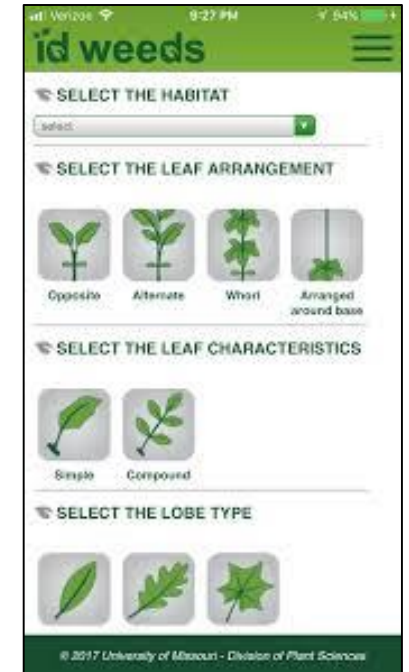 Verizon 9:27 PM 94%
id weeds
SELECT THE HABITAT
select
SELECT THE LEAF ARRANGEMENT
Opposite Alternate Whorl Arranged around base
SELECT THE LEAF CHARACTERISTICS
Simple Compound
SELECT THE LOBE TYPE
© 2017 University of Missouri - Division of Plant Sciences